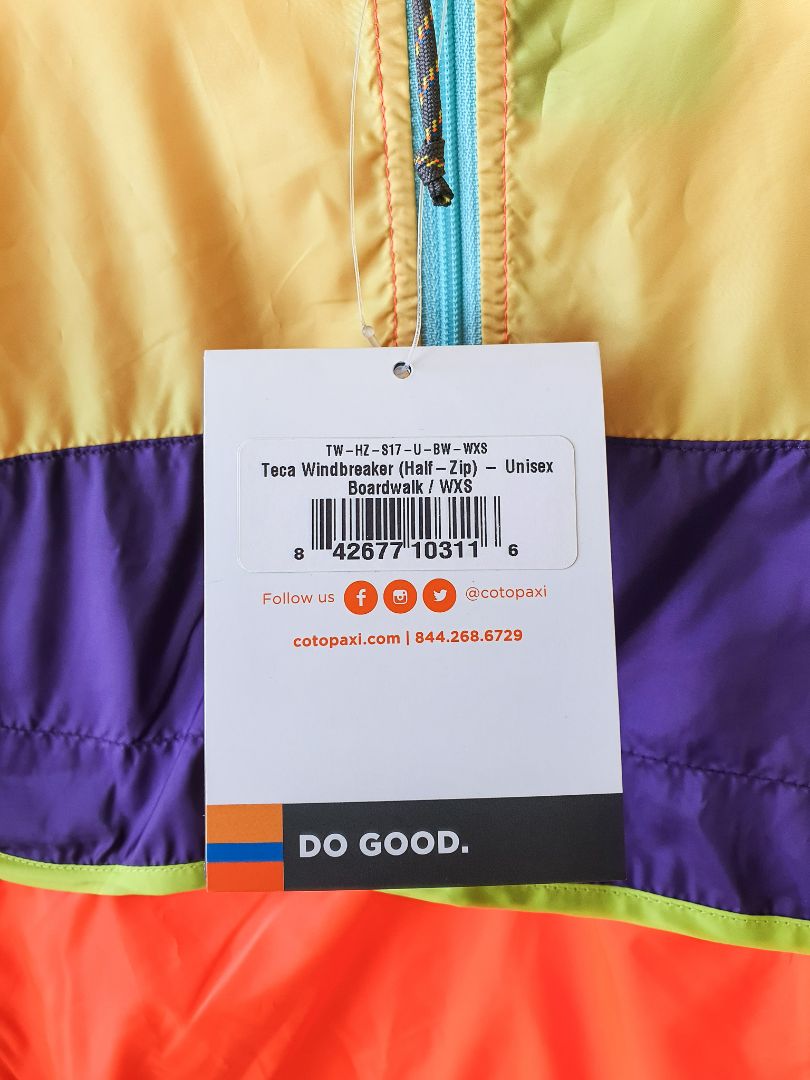 TW-HZ-S17-U-BW-WXS
Teca Windbreaker (Half-Zip) - Unisex
Boardwalk / WXS
8 42677 10311 6
Follow us @cotopaxi
cotopaxi.com | 844.268.6729
DO GOOD.